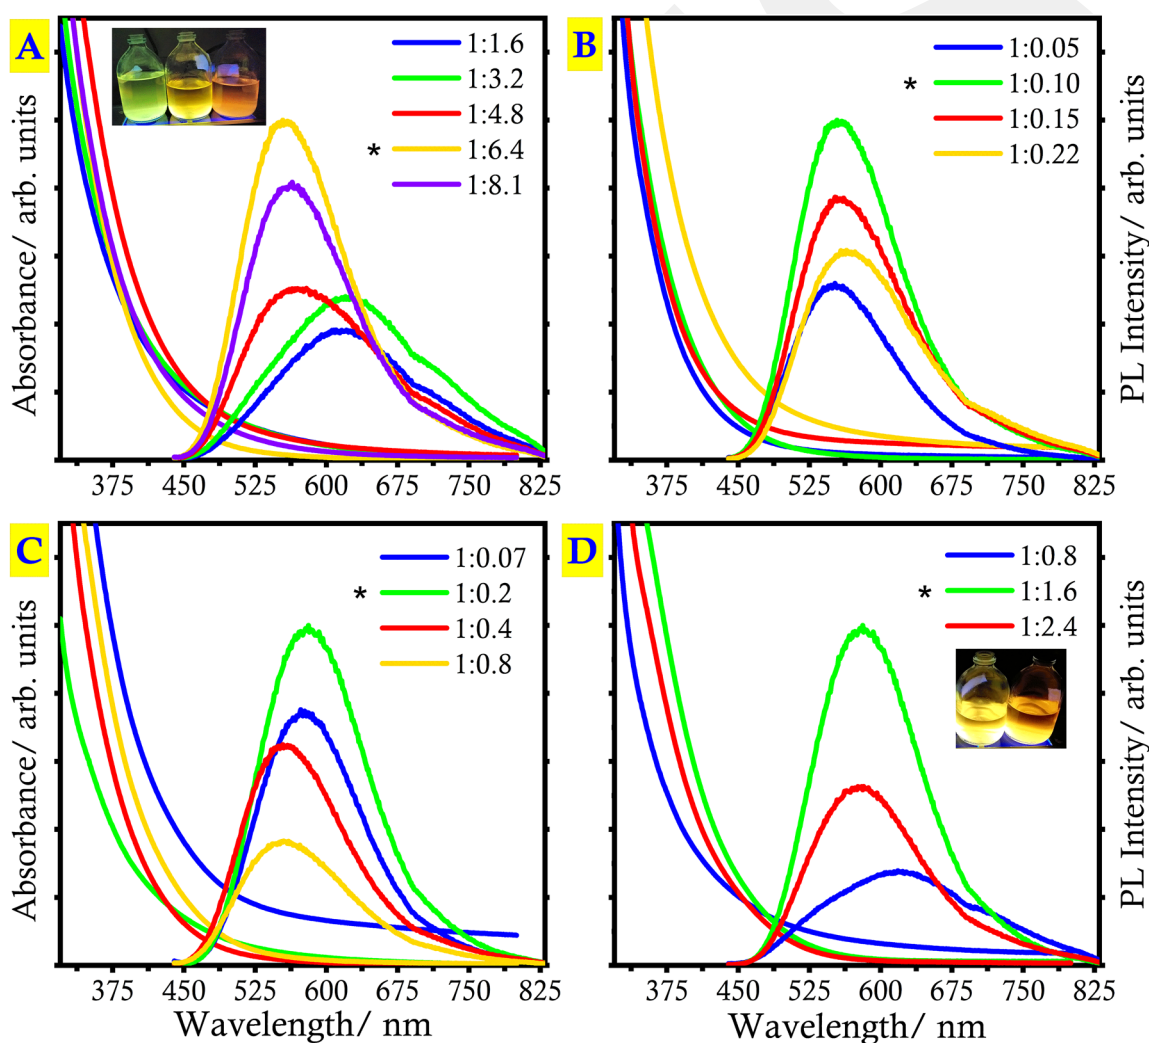 A
1:1.6
1:3.2
1:4.8
* 1:6.4
1:8.1
Absorbance/ arb. units
375 450 525 600 675 750 825
B
1:0.05
* 1:0.10
1:0.15
1:0.22
PL Intensity/ arb. units
375 450 525 600 675 750 825
C
1:0.07
* 1:0.2
1:0.4
1:0.8
Absorbance/ arb. units
375 450 525 600 675 750 825
Wavelength/ nm
D
1:0.8
* 1:1.6
1:2.4
PL Intensity/ arb. units
375 450 525 600 675 750 825
Wavelength/ nm